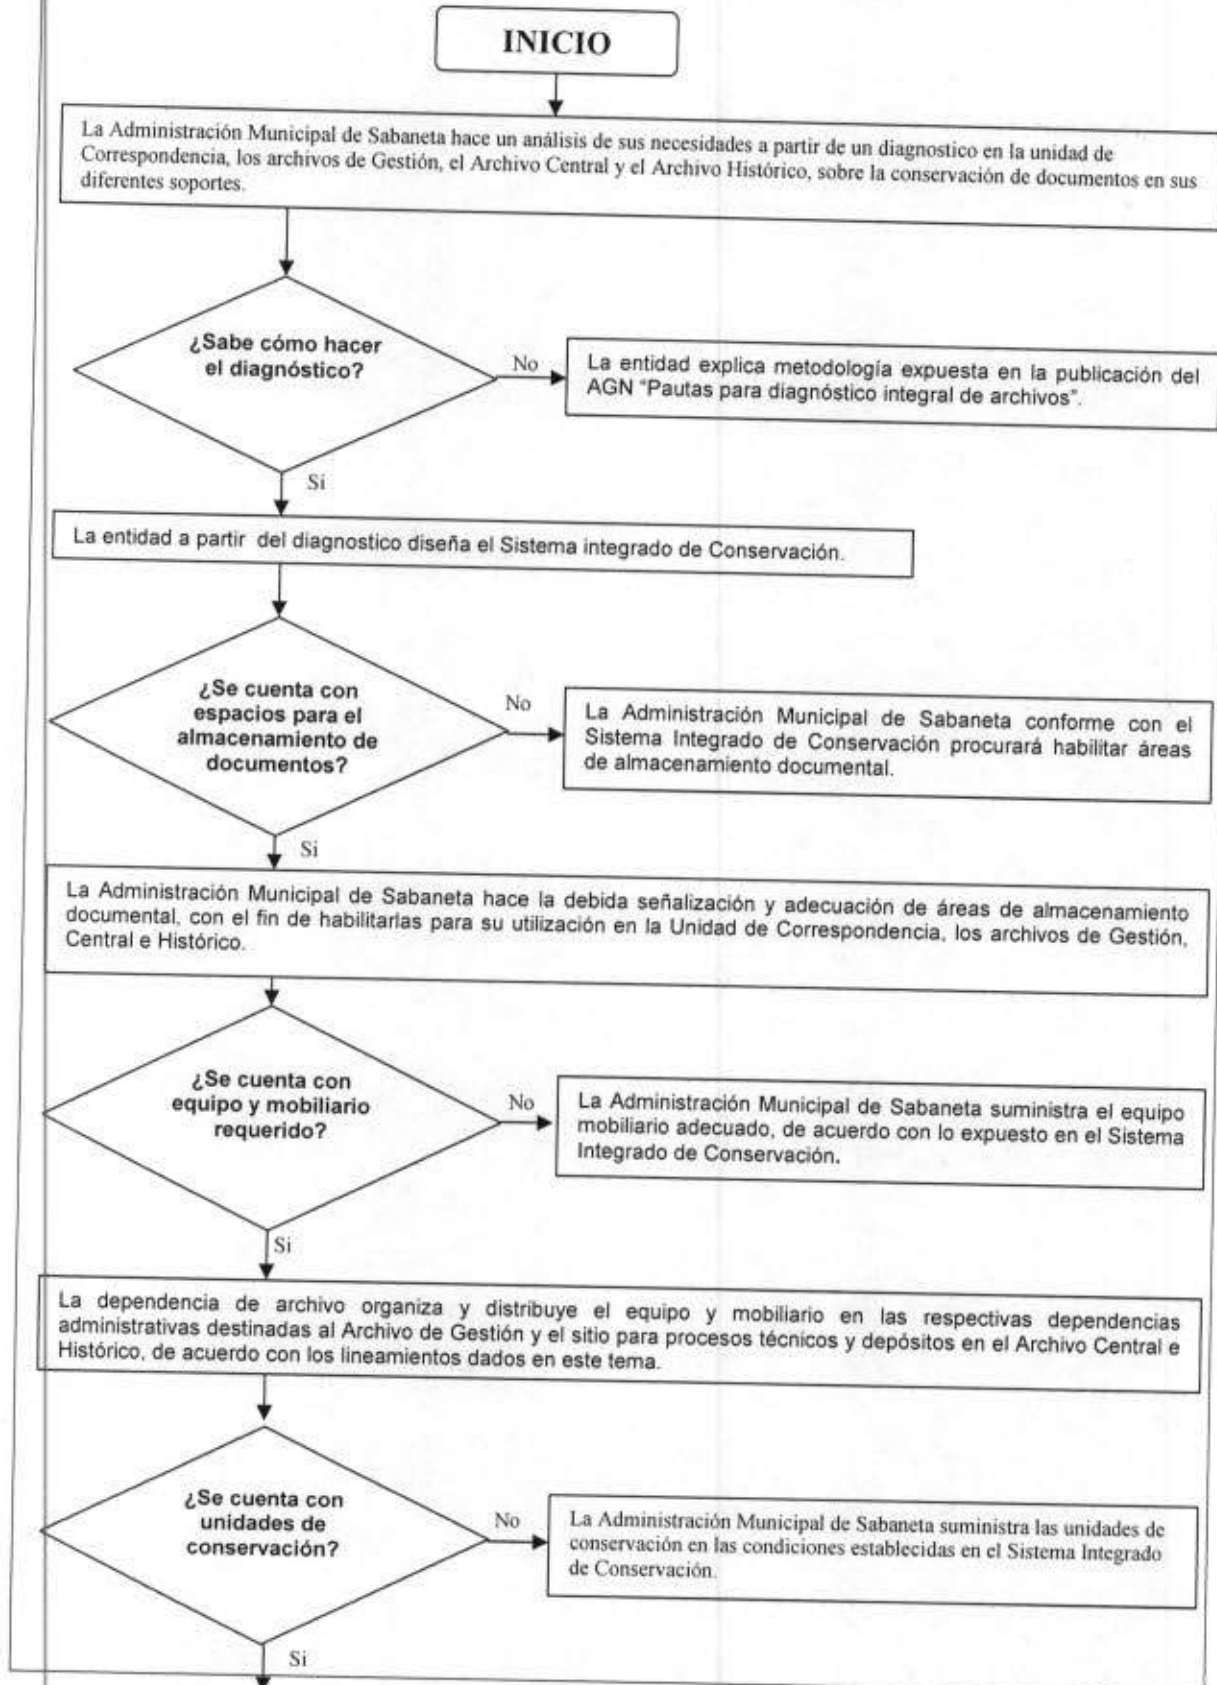 INICIO
La Administración Municipal de Sabaneta hace un análisis de sus necesidades a partir de un diagnostico en la unidad de
Correspondencia, los archivos de Gestión, el Archivo Central y el Archivo Histórico, sobre la conservación de documentos en sus
diferentes soportes.
¿Sabe cómo hacer
el diagnóstico?
No
La entidad explica metodología expuesta en la publicación del
AGN “Pautas para diagnóstico integral de archivos”.
Si
La entidad a partir del diagnostico diseña el Sistema integrado de Conservación.
¿Se cuenta con
espacios para el
almacenamiento de
documentos?
No
La Administración Municipal de Sabaneta conforme con el
Sistema Integrado de Conservación procurará habilitar áreas
de almacenamiento documental.
Si
La Administración Municipal de Sabaneta hace la debida señalización y adecuación de áreas de almacenamiento
documental, con el fin de habilitarlas para su utilización en la Unidad de Correspondencia, los archivos de Gestión,
Central e Histórico.
¿Se cuenta con
equipo y mobiliario
requerido?
No
La Administración Municipal de Sabaneta suministra el equipo
mobiliario adecuado, de acuerdo con lo expuesto en el Sistema
Integrado de Conservación.
Si
La dependencia de archivo organiza y distribuye el equipo y mobiliario en las respectivas dependencias
administrativas destinadas al Archivo de Gestión y el sitio para procesos técnicos y depósitos en el Archivo Central e
Histórico, de acuerdo con los lineamientos dados en este tema.
¿Se cuenta con
unidades de
conservación?
No
La Administración Municipal de Sabaneta suministra las unidades de
conservación en las condiciones establecidas en el Sistema Integrado
de Conservación.
Si